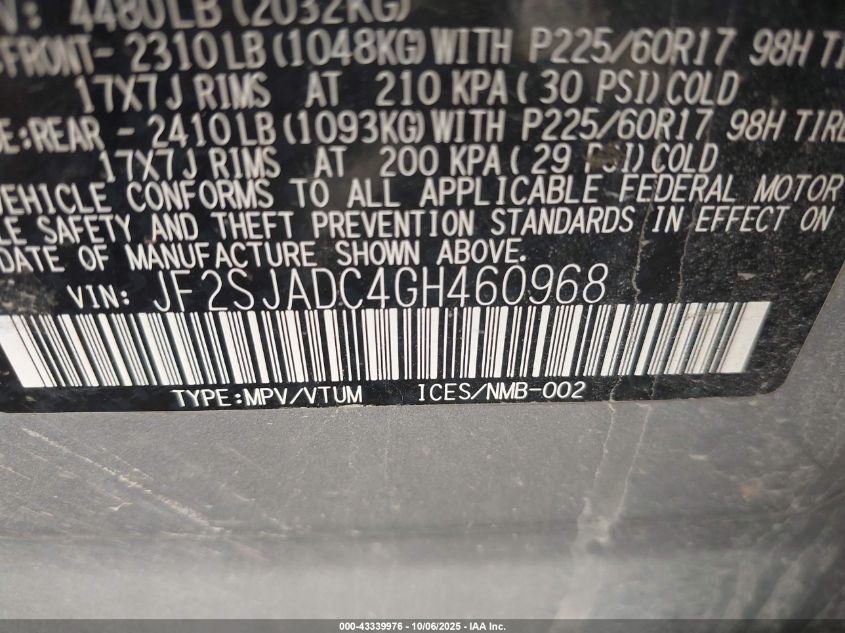 4480LB (2032KG)
FRONT- 2310LB(1048KG)WITH P225/60R17 98H
17X7J RIMS AT 210 KPA(30 PSI)COLD
E:REAR - 2410LB(1093KG)WITH P225/60R17 98H TIRE
17X7J RIMS AT 200 KPA(29 PSI)COLD
VEHICLE CONFORMS TO ALL APPLICABLE FEDERAL MOTOR
LE SAFETY AND THEFT PREVENTION STANDARDS IN EFFECT ON
DATE OF MANUFACTURE SHOWN ABOVE.
VIN: JF2SJADC4GH460968
TYPE:MPV/VTUM ICES/NMB-002
000-43339976 - 10/06/2025 - IAA Inc.